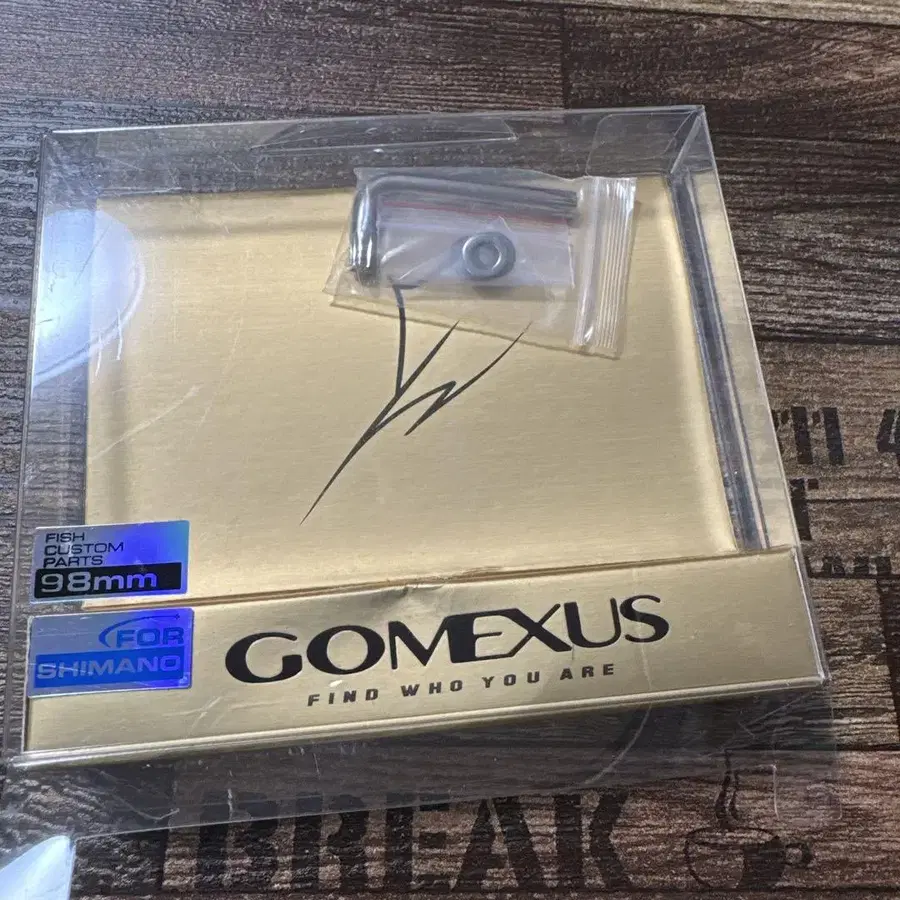 FISH
CUSTOM
PARTS
98mm
FOR
SHIMANO
GOMEXUS
FIND WHO YOU ARE
BREAK